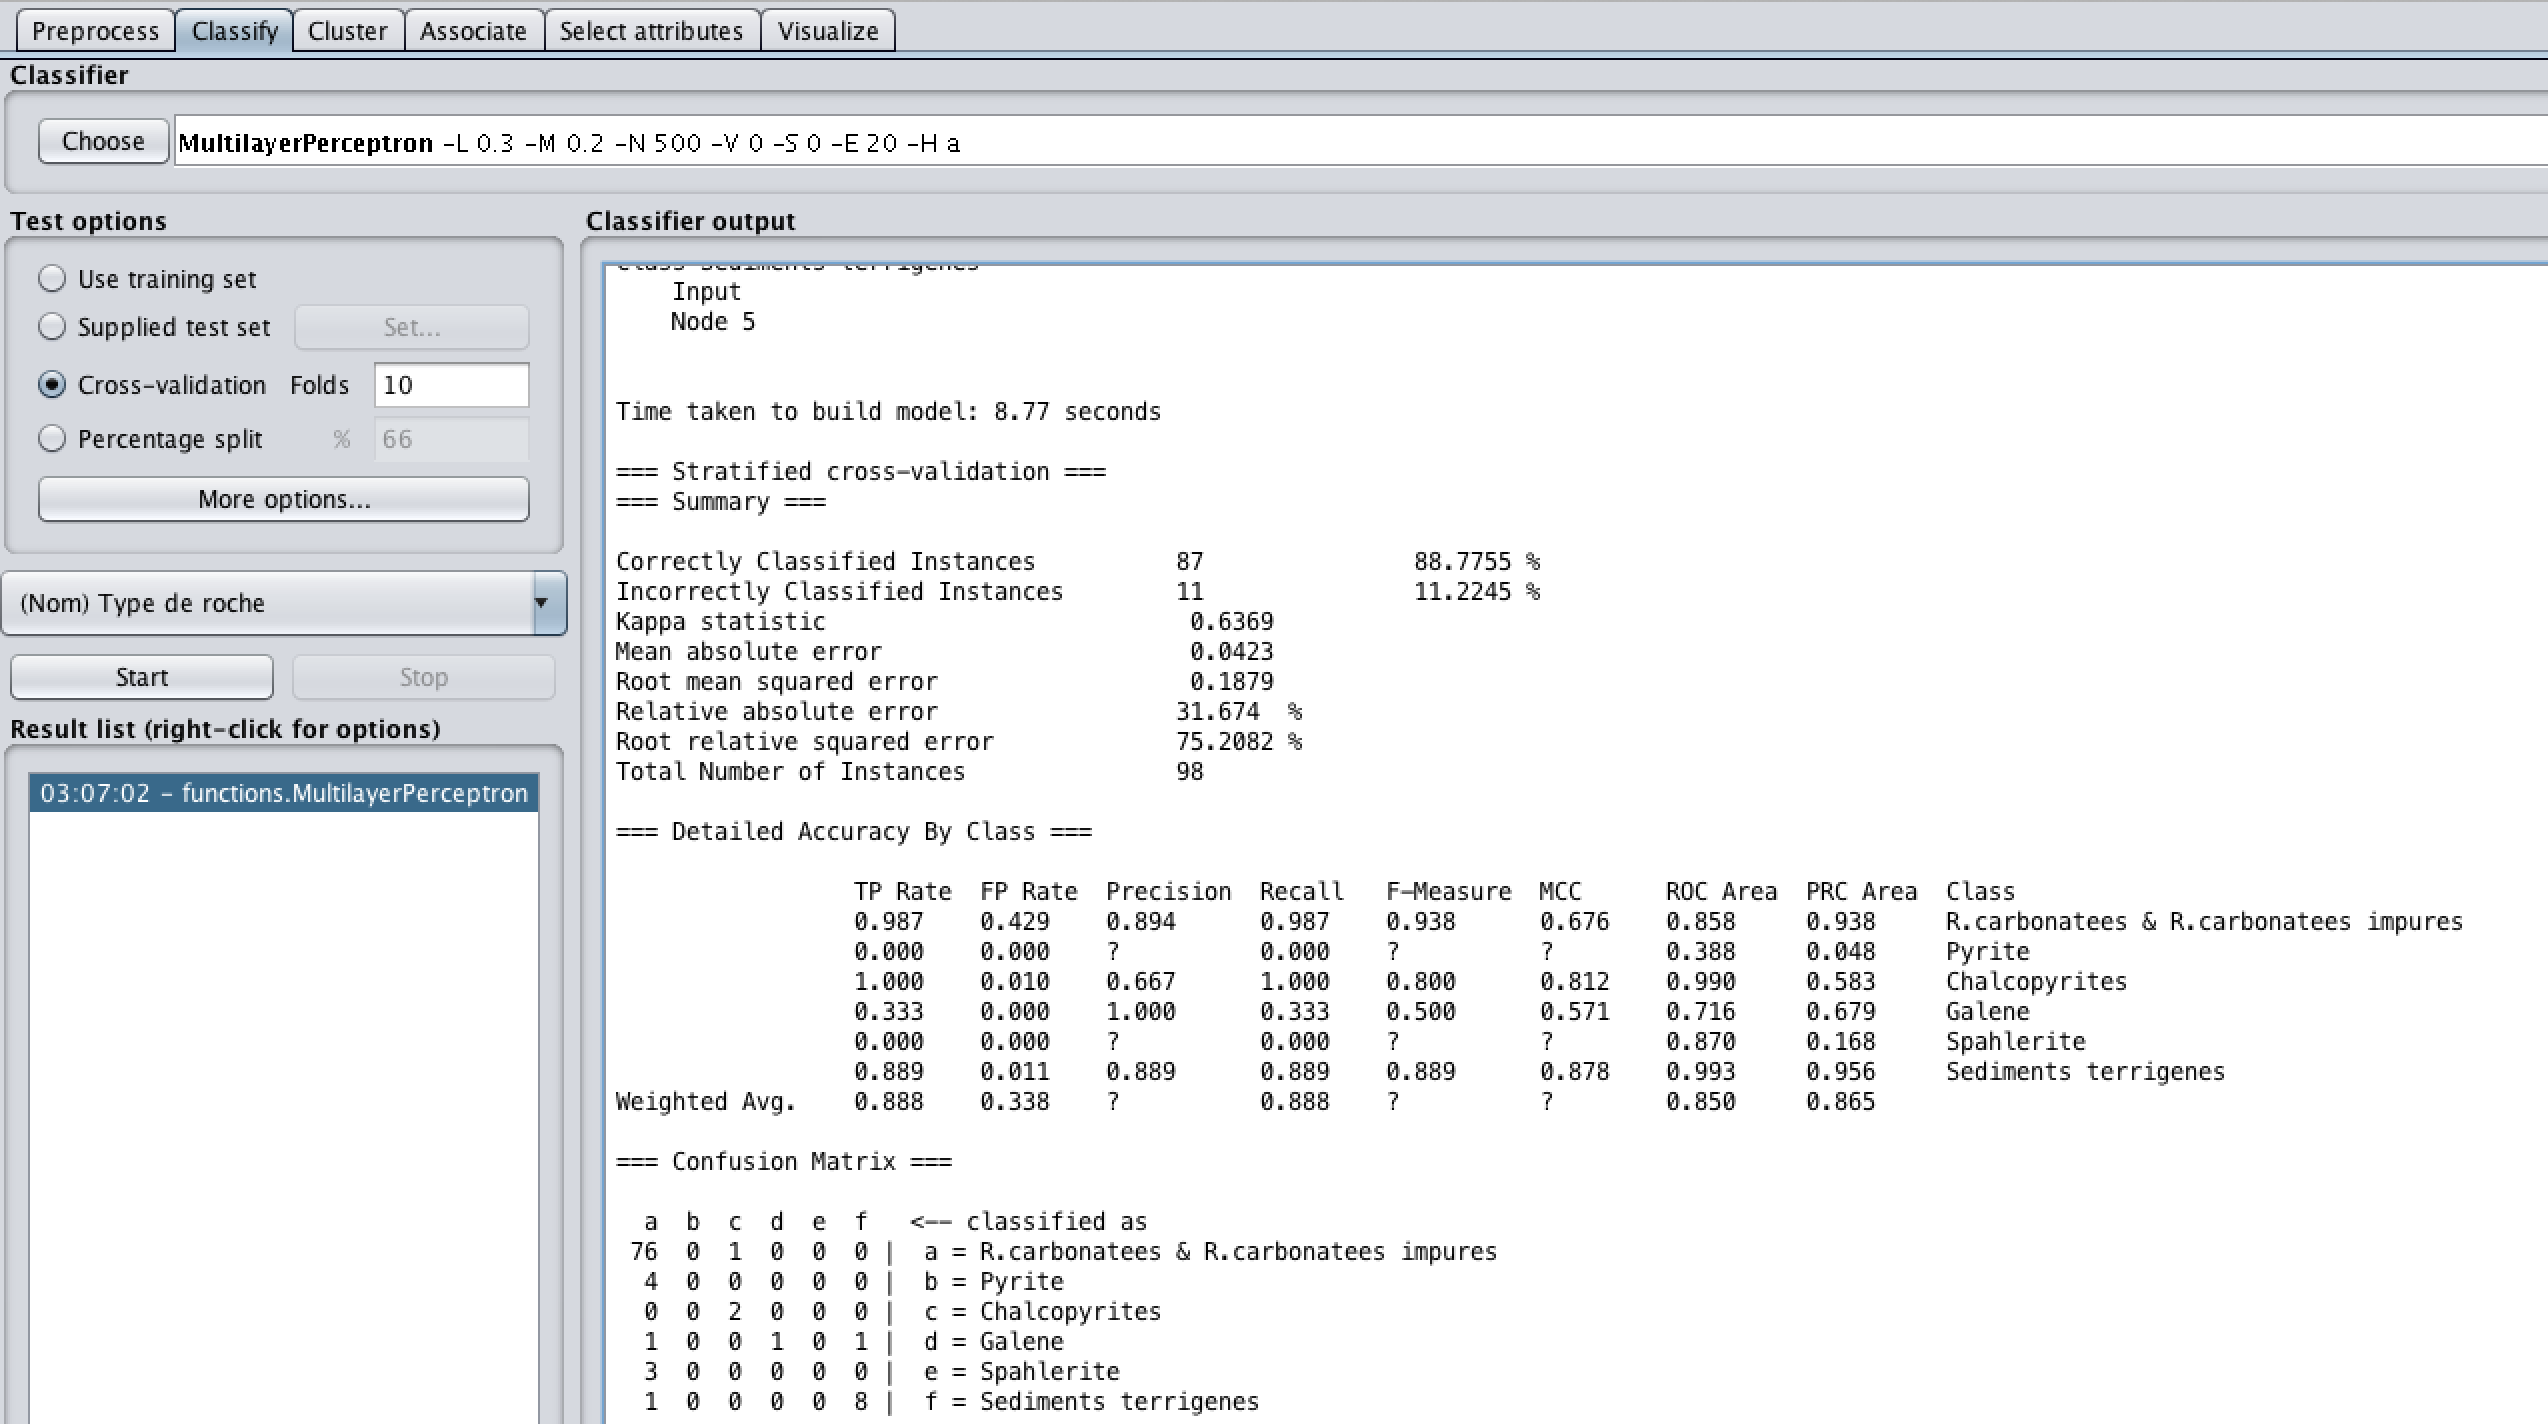 Preprocess Classify Cluster Associate Select attributes Visualize
Classifier
Choose MultilayerPerceptron -L 0.3 -M 0.2 -N 500 -V 0 -S 0 -E 20 -H a
Test options
Use training set
Supplied test set Set...
Cross-validation Folds 10
Percentage split % 66
More options...
(Nom) Type de roche
Start Stop
Result list (right-click for options)
03:07:02 - functions.MultilayerPerceptron
Classifier output
Class Sediments terrigenes
Input
Node 5
Time taken to build model: 8.77 seconds
=== Stratified cross-validation ===
=== Summary ===
Correctly Classified Instances 87 88.7755 %
Incorrectly Classified Instances 11 11.2245 %
Kappa statistic 0.6369
Mean absolute error 0.0423
Root mean squared error 0.1879
Relative absolute error 31.674 %
Root relative squared error 75.2082 %
Total Number of Instances 98
=== Detailed Accuracy By Class ===
TP Rate FP Rate Precision Recall F-Measure MCC ROC Area PRC Area Class
0.987 0.429 0.894 0.987 0.938 0.676 0.858 0.938 R.carbonatees & R.carbonatees impures
0.000 0.000 ? 0.000 ? ? 0.388 0.048 Pyrite
1.000 0.010 0.667 1.000 0.800 0.812 0.990 0.583 Chalcopyrites
0.333 0.000 1.000 0.333 0.500 0.571 0.716 0.679 Galene
0.000 0.000 ? 0.000 ? ? 0.870 0.168 Spahlerite
0.889 0.011 0.889 0.889 0.889 0.878 0.993 0.956 Sediments terrigenes
Weighted Avg. 0.888 0.338 ? 0.888 ? ? 0.850 0.865
=== Confusion Matrix ===
a b c d e f <-- classified as
76 0 1 0 0 0 | a = R.carbonatees & R.carbonatees impures
4 0 0 0 0 0 | b = Pyrite
0 0 2 0 0 0 | c = Chalcopyrites
1 0 0 1 0 1 | d = Galene
3 0 0 0 0 0 | e = Spahlerite
1 0 0 0 0 8 | f = Sediments terrigenes